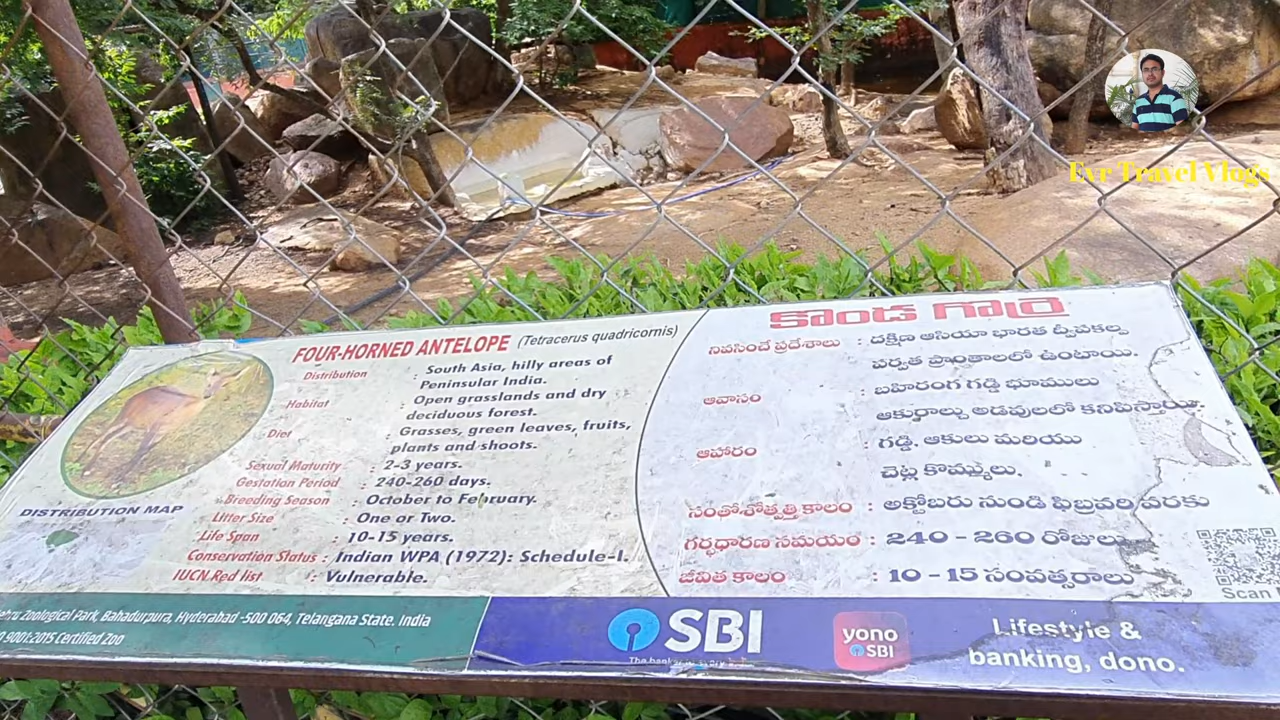 Evr Travel Vlogs
FOUR-HORNED ANTELOPE (Tetracerus quadricornis)
Distribution : South Asia, hilly areas of
Peninsular India.
Habitat : Open grasslands and dry
deciduous forest.
Diet : Grasses, green leaves, fruits,
plants and shoots.
Sexual Maturity : 2-3 years.
Gestation Period : 240-260 days.
Breeding Season : October to February.
Litter Size : One or Two.
Life Span : 10-15 years.
Conservation Status : Indian WPA (1972): Schedule-I.
IUCN Red list : Vulnerable.
DISTRIBUTION MAP
కొండ గొర్రె
నివసించే ప్రదేశాలు : దక్షిణ ఆసియా భారత ద్వీపకల్ప
పర్వత ప్రాంతాలలో ఉంటాయి.
ఆవాసం : బహిరంగ గడ్డి భూములు
ఆకురాల్చు అడవులలో కనిపిస్తాయి.
ఆహారం : గడ్డి, ఆకులు మరియు
చెట్ల కొమ్ములు.
సంతోశోత్పత్తి కాలం : అక్టోబరు నుండి ఫిబ్రవరి వరకు
గర్భధారణ సమయం : 240 - 260 రోజులు
జీవిత కాలం : 10 - 15 సంవత్సరాలు
Scan
Zoological Park, Bahadurpura, Hyderabad -500 064, Telangana State. India
9001:2015 Certified Zoo
SBI
The banker
yono
SBI
Lifestyle &
banking, dono.